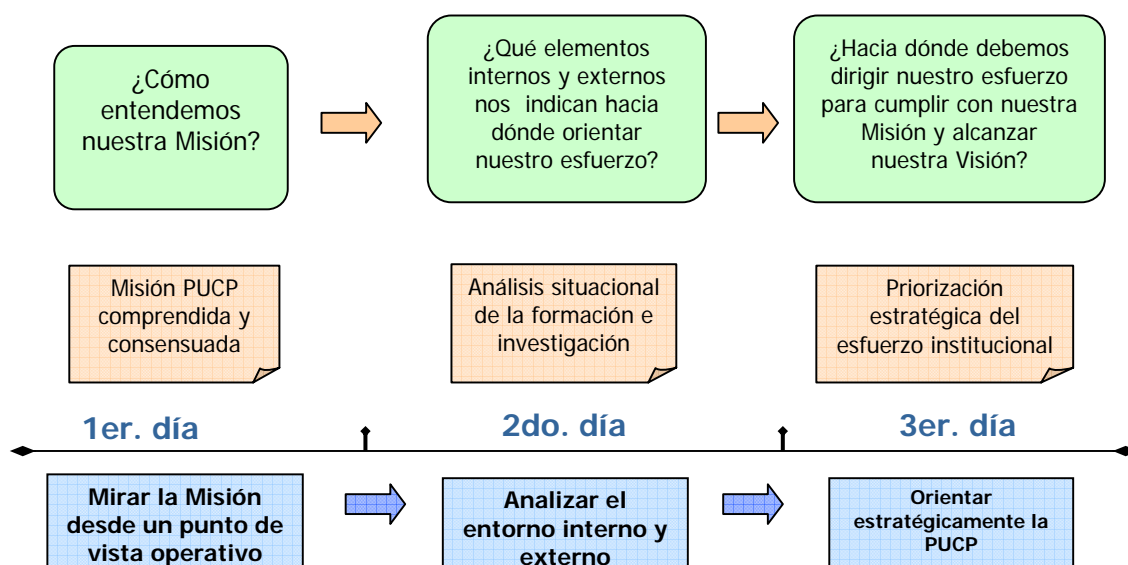 ¿Cómo
entendemos
nuestra Misión?
¿Qué elementos
internos y externos
nos indican hacia
dónde orientar
nuestro esfuerzo?
¿Hacia dónde debemos
dirigir nuestro esfuerzo
para cumplir con nuestra
Misión y alcanzar
nuestra Visión?
Misión PUCP
comprendida y
consensuada
Análisis situacional
de la formación e
investigación
Priorización
estratégica del
esfuerzo institucional
1er. día
2do. día
3er. día
Mirar la Misión
desde un punto de
vista operativo
Analizar el
entorno interno y
externo
Orientar
estratégicamente la
PUCP